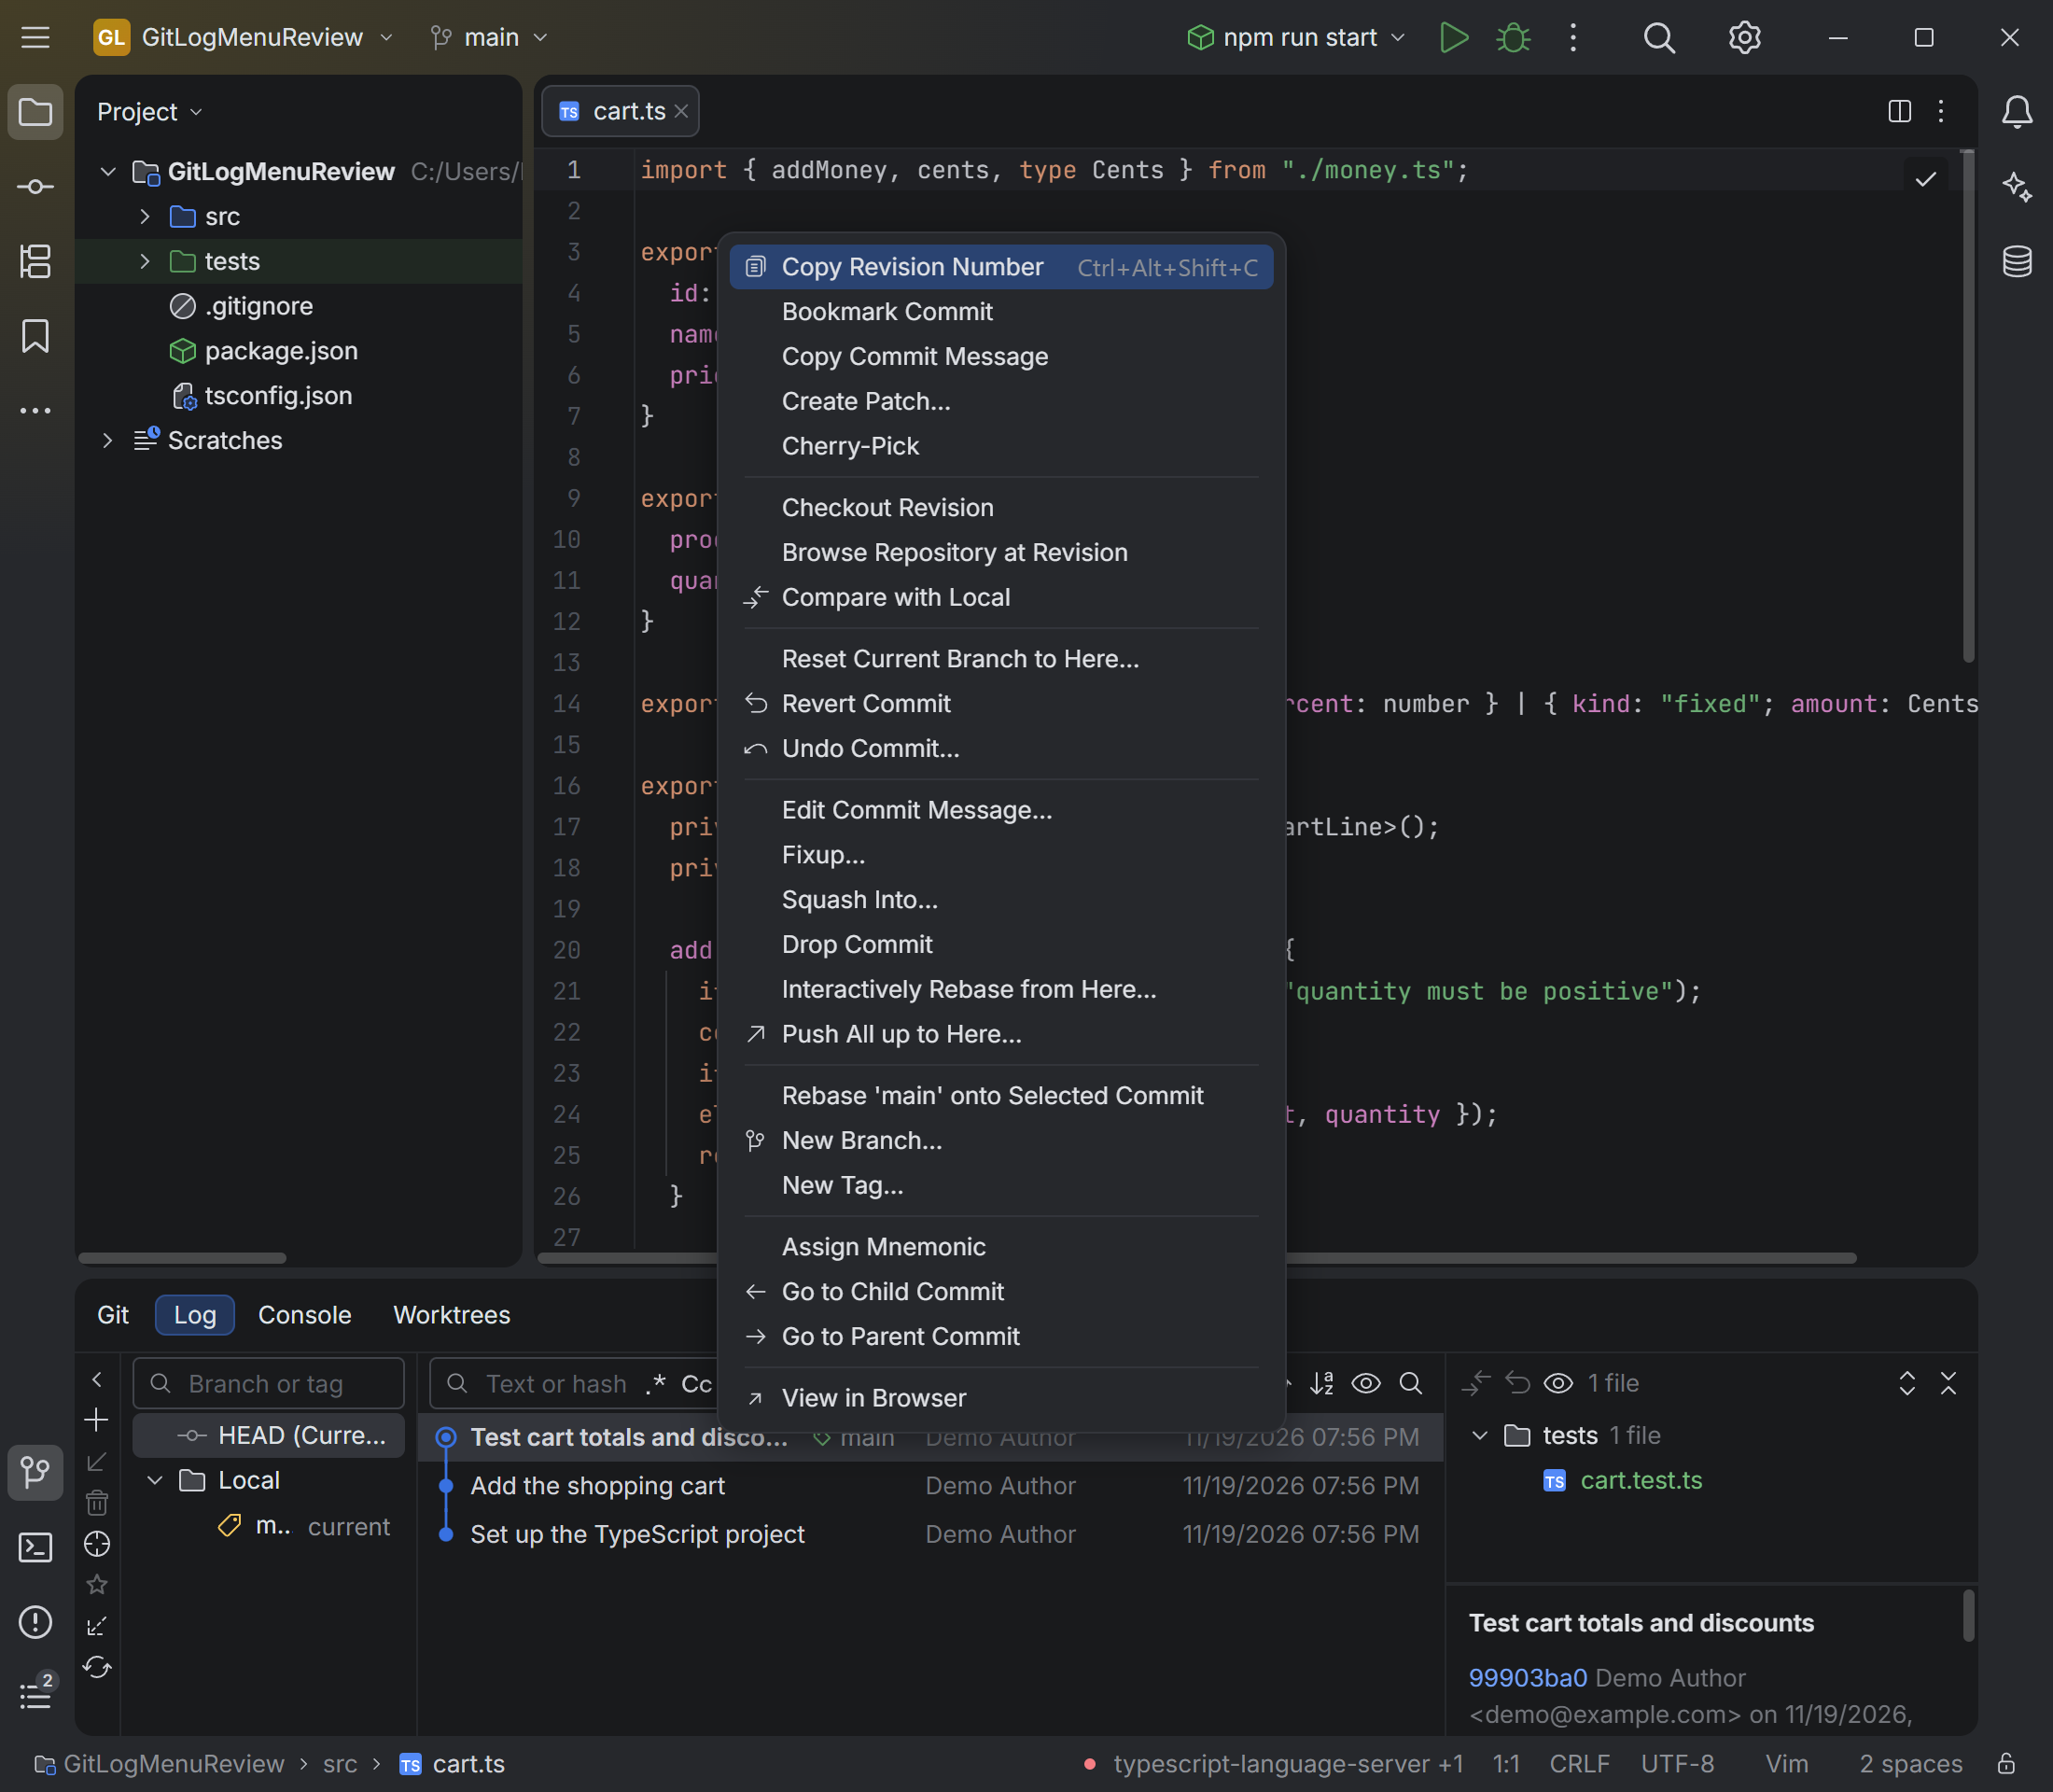 GL GitLogMenuReview main npm run start
Project
GitLogMenuReview C:/Users/
src
tests
.gitignore
package.json
tsconfig.json
Scratches
TS cart.ts
1 import { addMoney, cents, type Cents } from "./money.ts";
2
3 expor
4 id:
5 nam
6 pri
7 }
8
9 expor
10 pro
11 qua
12 }
13
14 expor rcent: number } | { kind: "fixed"; amount: Cents
15
16 expor
17 pri artLine>();
18 pri
19
20 add {
21 i "quantity must be positive");
22 c
23 i
24 e t, quantity });
25 r
26 }
27
Copy Revision Number Ctrl+Alt+Shift+C
Bookmark Commit
Copy Commit Message
Create Patch...
Cherry-Pick
Checkout Revision
Browse Repository at Revision
Compare with Local
Reset Current Branch to Here...
Revert Commit
Undo Commit...
Edit Commit Message...
Fixup...
Squash Into...
Drop Commit
Interactively Rebase from Here...
Push All up to Here...
Rebase 'main' onto Selected Commit
New Branch...
New Tag...
Assign Mnemonic
Go to Child Commit
Go to Parent Commit
View in Browser
Git Log Console Worktrees
Branch or tag
HEAD (Curre...
Local
m.. current
Text or hash .* Cc
Test cart totals and disco... main Demo Author 11/19/2026 07:56 PM
Add the shopping cart Demo Author 11/19/2026 07:56 PM
Set up the TypeScript project Demo Author 11/19/2026 07:56 PM
1 file
tests 1 file
TS cart.test.ts
Test cart totals and discounts
99903ba0 Demo Author
<demo@example.com> on 11/19/2026,
2
GitLogMenuReview > src > TS cart.ts
typescript-language-server +1 1:1 CRLF UTF-8 Vim 2 spaces